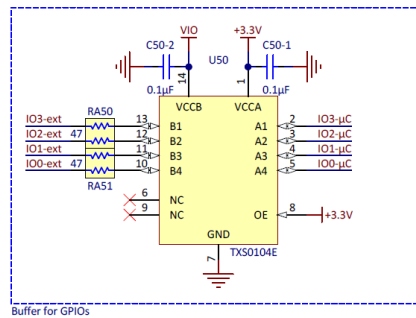 VIO +3.3V
C50-2 U50 C50-1
0.1µF 14 1 0.1µF
VCCB VCCA
IO3-ext RA50 13 B1 A1 2 IO3-µC
IO2-ext 47 12 B2 A2 3 IO2-µC
IO1-ext 11 B3 A3 4 IO1-µC
IO0-ext 47 10 B4 A4 5 IO0-µC
RA51
6 NC
9 NC OE 8 +3.3V
GND
7 TXS0104E
Buffer for GPIOs